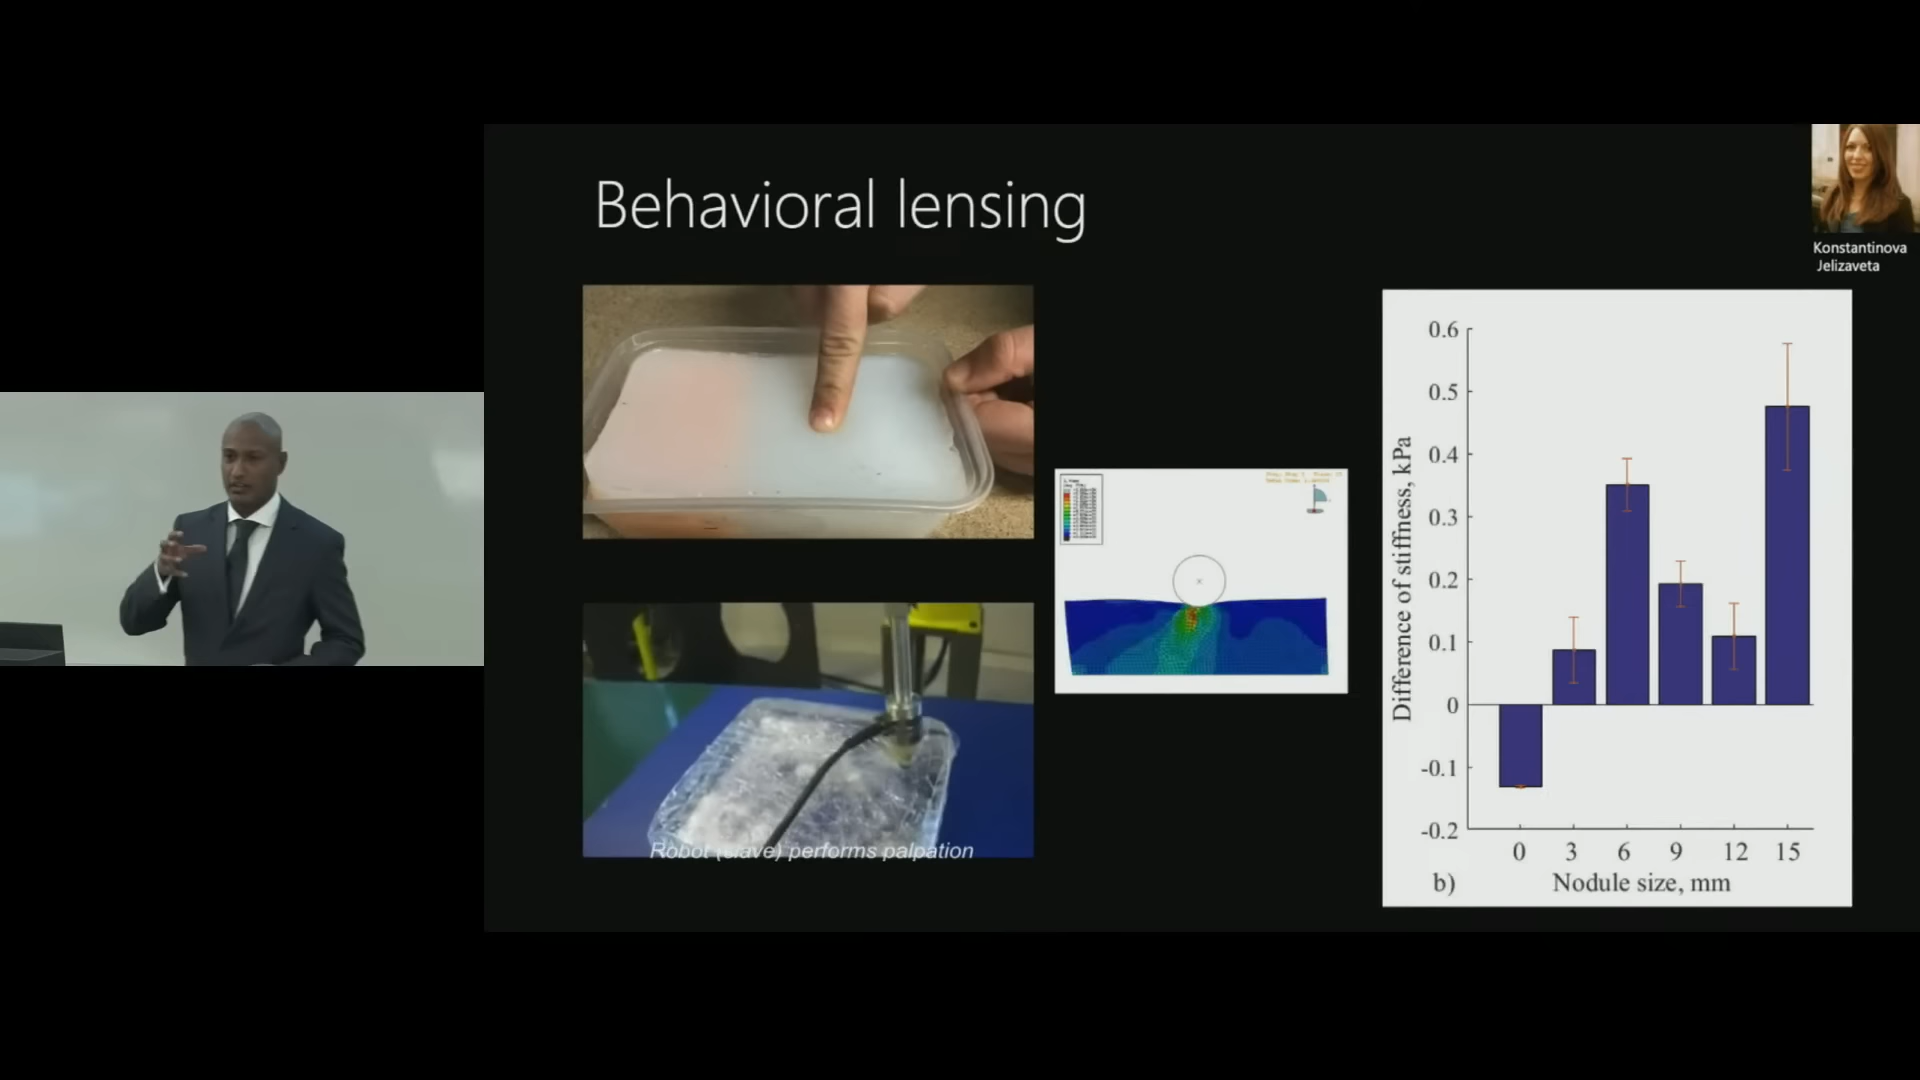 Behavioral lensing
Konstantinova
Jelizaveta
Robot (slave) performs palpation
Difference of stiffness, kPa
0.6
0.5
0.4
0.3
0.2
0.1
0
-0.1
-0.2
0 3 6 9 12 15
b) Nodule size, mm